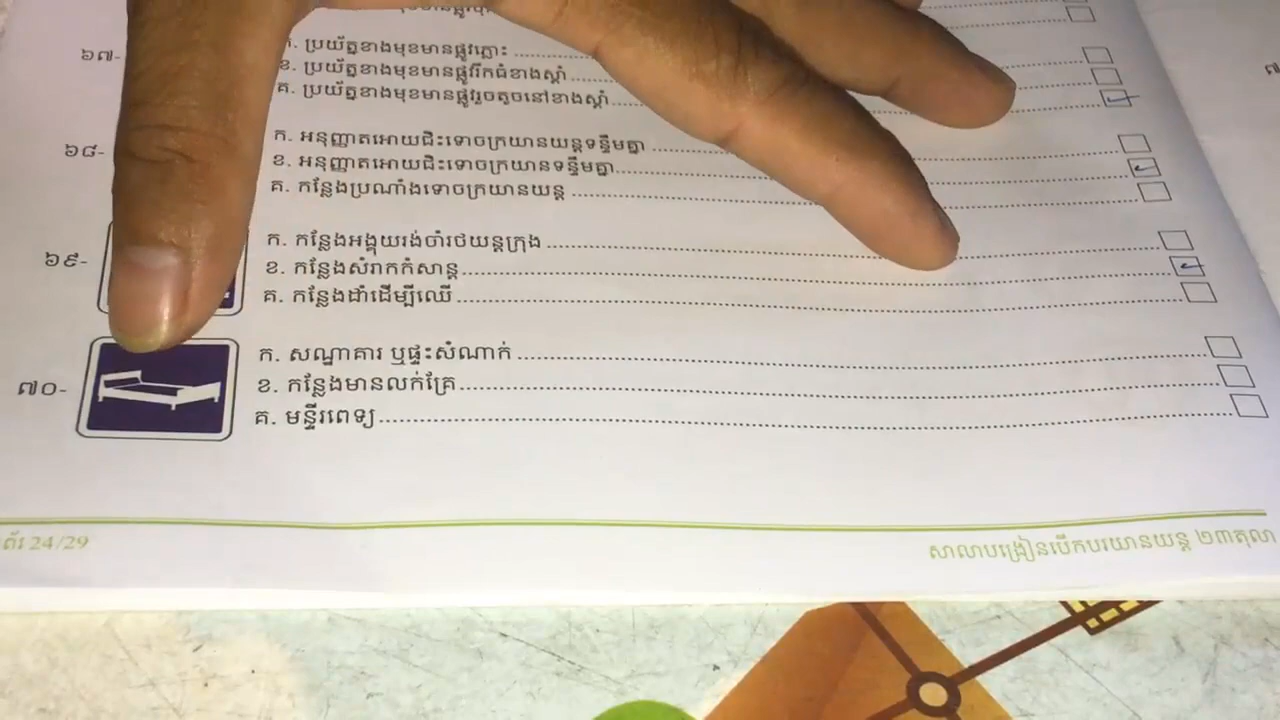 ៦៧-
ក. ប្រយ័ត្នខាងមុខមានផ្លូវភ្លោះ
ខ. ប្រយ័ត្នខាងមុខមានផ្លូវរីកធំខាងស្ដាំ
គ. ប្រយ័ត្នខាងមុខមានផ្លូវរួចតូចនៅខាងស្ដាំ
៦៨-
ក. អនុញ្ញាតអោយជិះទោចក្រយានយន្តទន្ទឹមគ្នា
ខ. អនុញ្ញាតអោយជិះទោចក្រយានទន្ទឹមគ្នា
គ. កន្លែងប្រណាំងទោចក្រយានយន្ត
៦៩-
ក. កន្លែងអង្គុយរង់ចាំរថយន្តក្រុង
ខ. កន្លែងសំរាកកំសាន្ត
គ. កន្លែងដាំដើម្បីឈើ
៧០-
ក. សណ្ឋាគារ ឬផ្ទះសំណាក់
ខ. កន្លែងមានលក់គ្រែ
គ. មន្ទីរពេទ្យ
24/29
សាលាបង្រៀនបើកបរយានយន្ត ២៣តុលា